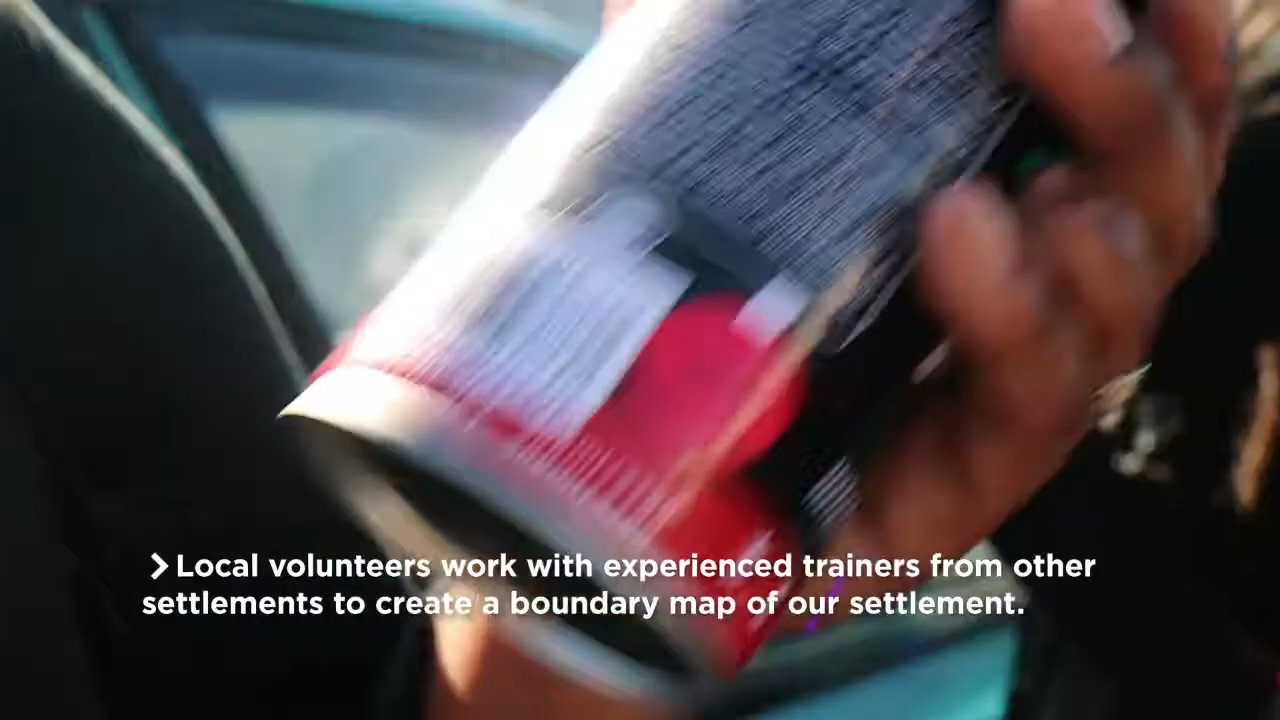 Local volunteers work with experienced trainers from other
settlements to create a boundary map of our settlement.